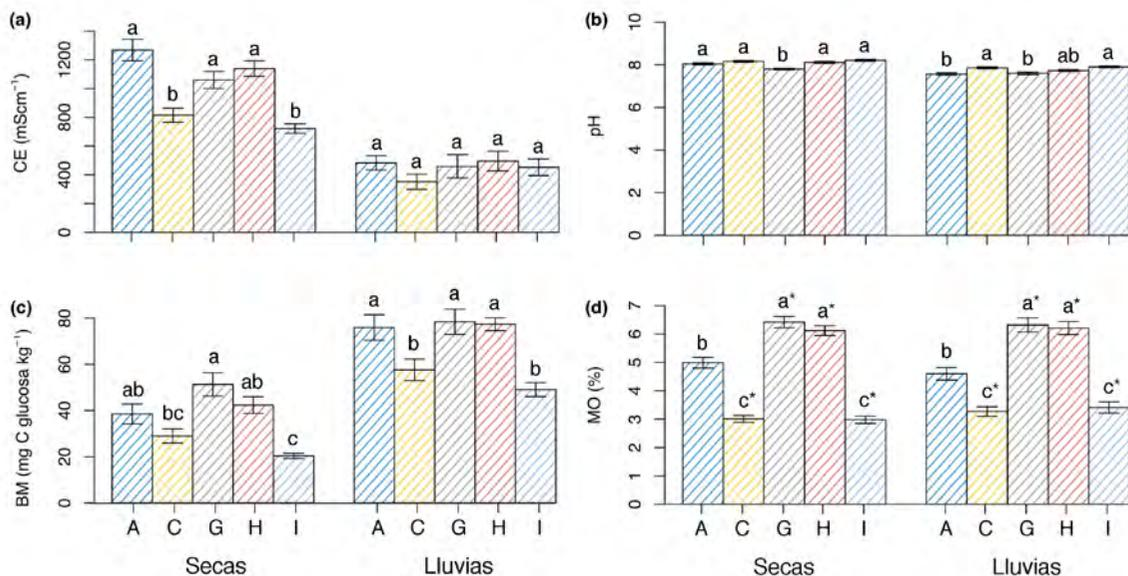 (a)
CE (mScm⁻¹)
1200
800
400
0
a b a a b
a a a a a
(b)
pH
10
8
6
4
2
0
a a b a a
b a b ab a
(c)
BM (mg C glucosa kg⁻¹)
80
60
40
20
0
ab bc a ab c
a b a a b
A C G H I
A C G H I
Secas Lluvias
(d)
MO (%)
7
6
5
4
3
2
1
0
b c* a* a* c*
b c* a* a* c*
A C G H I
A C G H I
Secas Lluvias